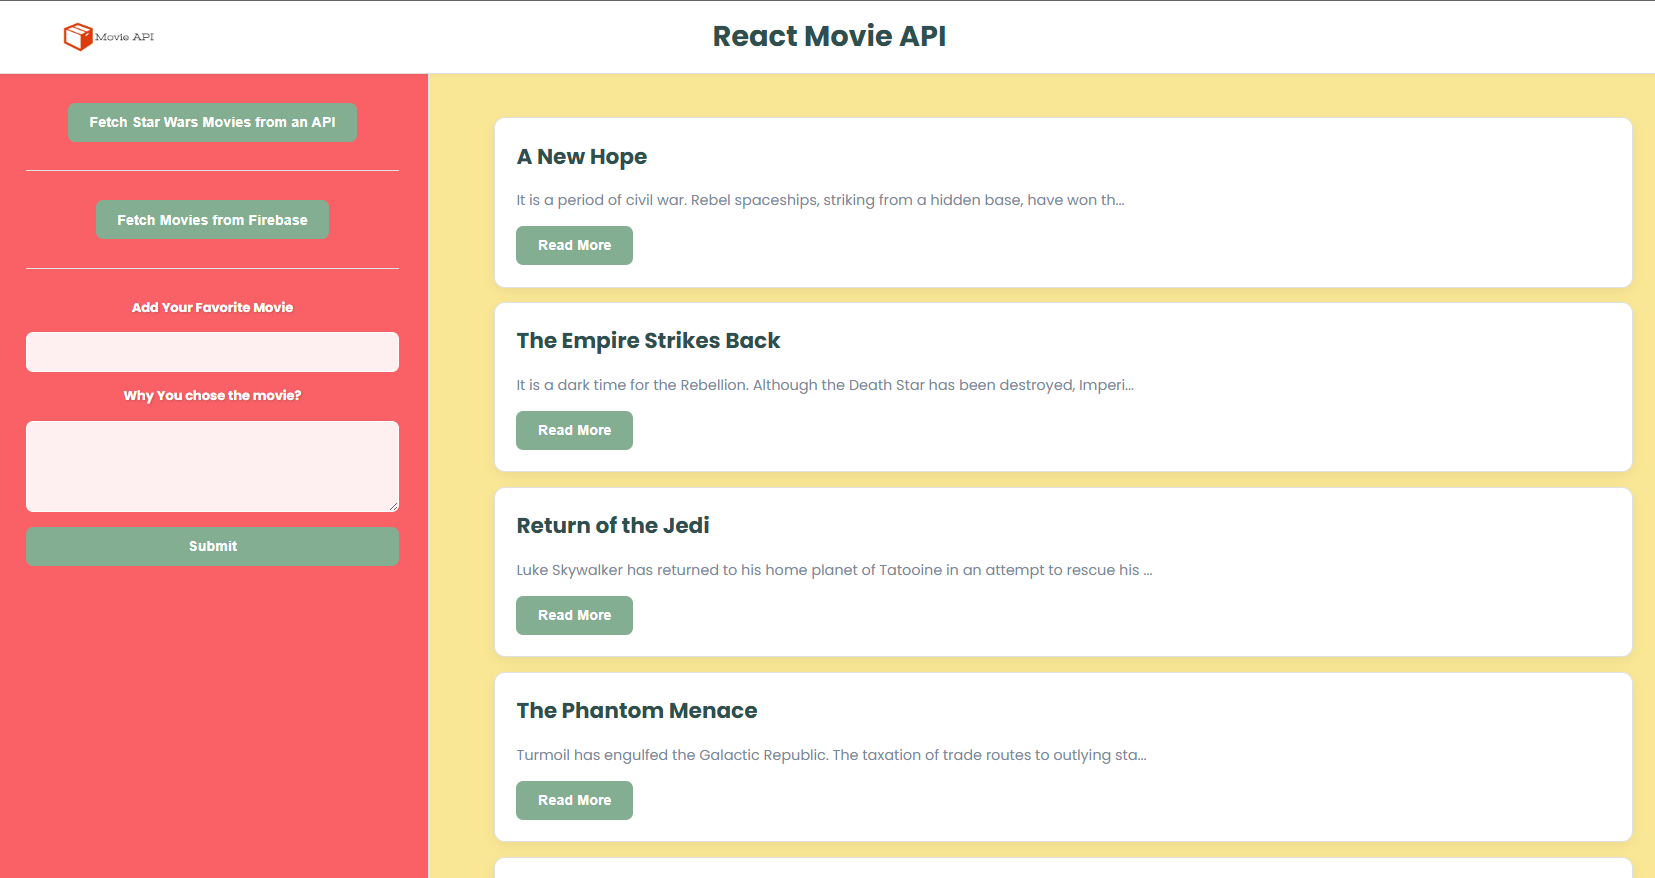 Movie API
React Movie API
Fetch Star Wars Movies from an API
Fetch Movies from Firebase
Add Your Favorite Movie
Why You chose the movie?
Submit
A New Hope
It is a period of civil war. Rebel spaceships, striking from a hidden base, have won th...
Read More
The Empire Strikes Back
It is a dark time for the Rebellion. Although the Death Star has been destroyed, Imperi...
Read More
Return of the Jedi
Luke Skywalker has returned to his home planet of Tatooine in an attempt to rescue his ...
Read More
The Phantom Menace
Turmoil has engulfed the Galactic Republic. The taxation of trade routes to outlying sta...
Read More